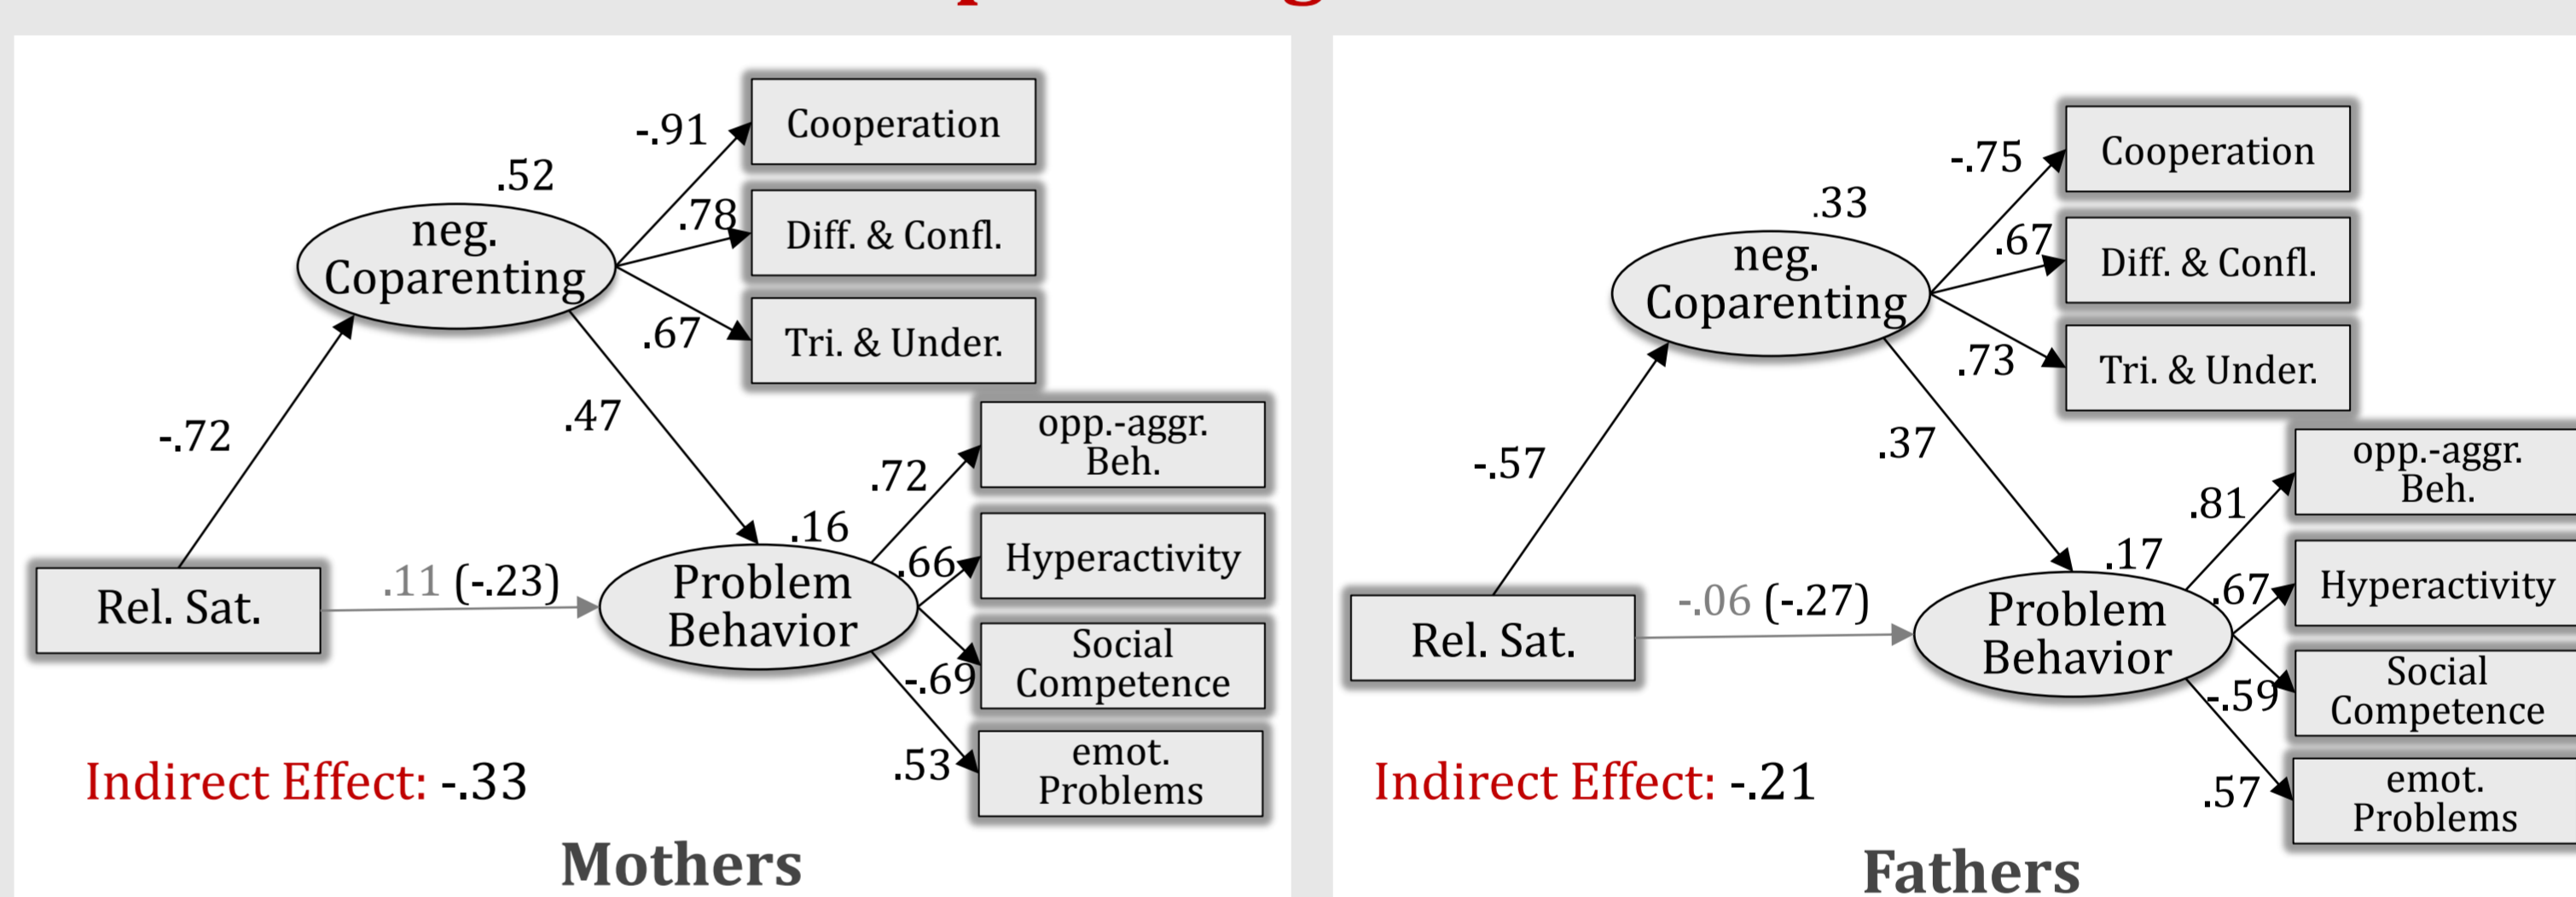 -.91
Cooperation
.52
.78
Diff. & Confl.
neg.
Coparenting
.67
Tri. & Under.
-.72
.47
opp.-aggr.
Beh.
.72
.16
.66
Hyperactivity
.11 (-.23)
Rel. Sat.
Problem
Behavior
-.69
Social
Competence
.53
emot.
Problems
Indirect Effect: -.33
Mothers
-.75
Cooperation
.33
.67
Diff. & Confl.
neg.
Coparenting
.73
Tri. & Under.
-.57
.37
opp.-aggr.
Beh.
.81
.17
.67
Hyperactivity
-.06 (-.27)
Rel. Sat.
Problem
Behavior
-.59
Social
Competence
.57
emot.
Problems
Indirect Effect: -.21
Fathers